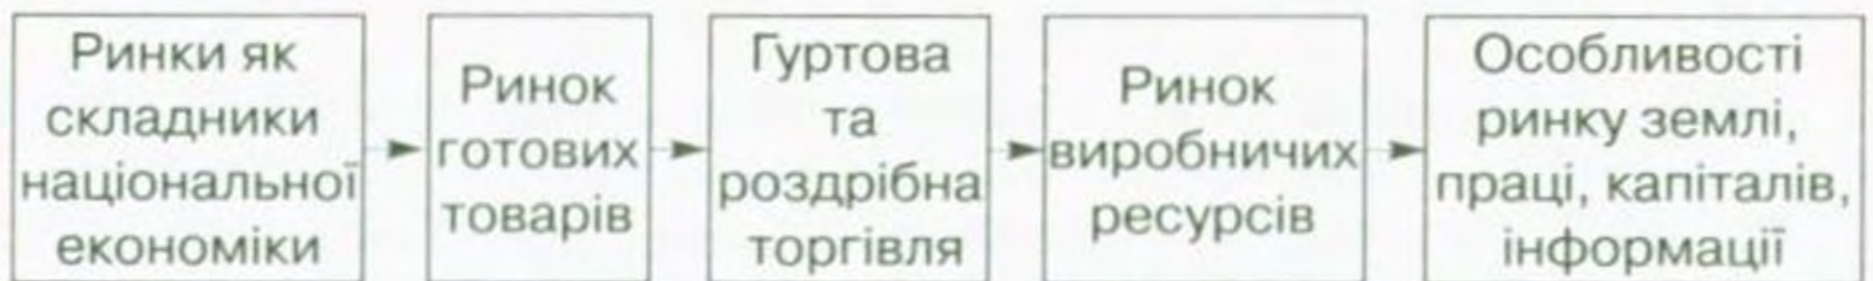 Ринки як
складники
національної
економіки
Ринок
готових
товарів
Гуртова
та
роздрібна
торгівля
Ринок
виробничих
ресурсів
Особливості
ринку землі,
праці, капіталів,
інформації